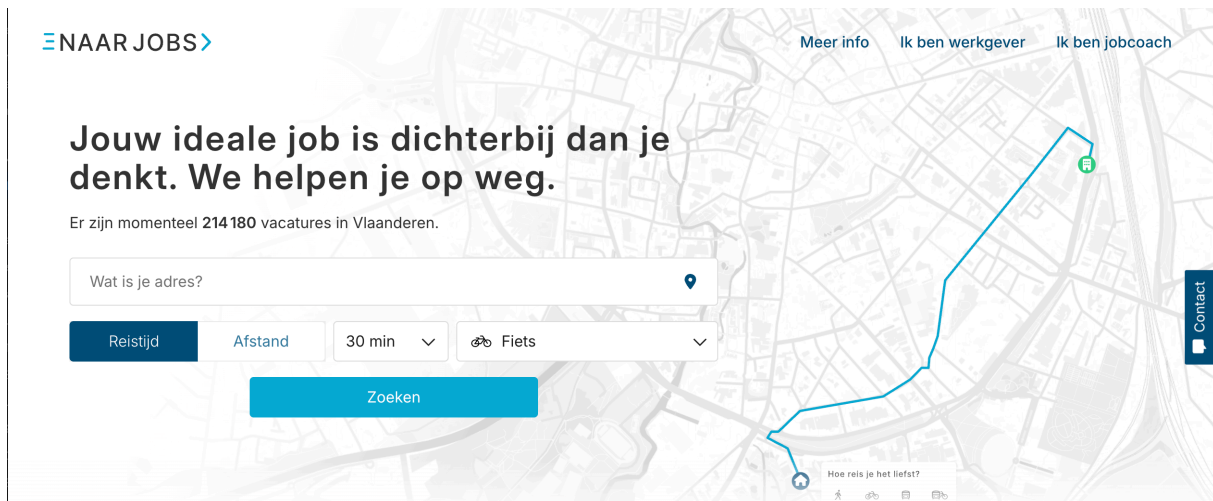 NAAR JOBS
Meer info
Ik ben werkgever
Ik ben jobcoach
Jouw ideale job is dichterbij dan je
denkt. We helpen je op weg.
Er zijn momenteel 214 180 vacatures in Vlaanderen.
Wat is je adres?
Reistijd
Afstand
30 min
Fiets
Zoeken
Contact
Hoe reis je het liefst?